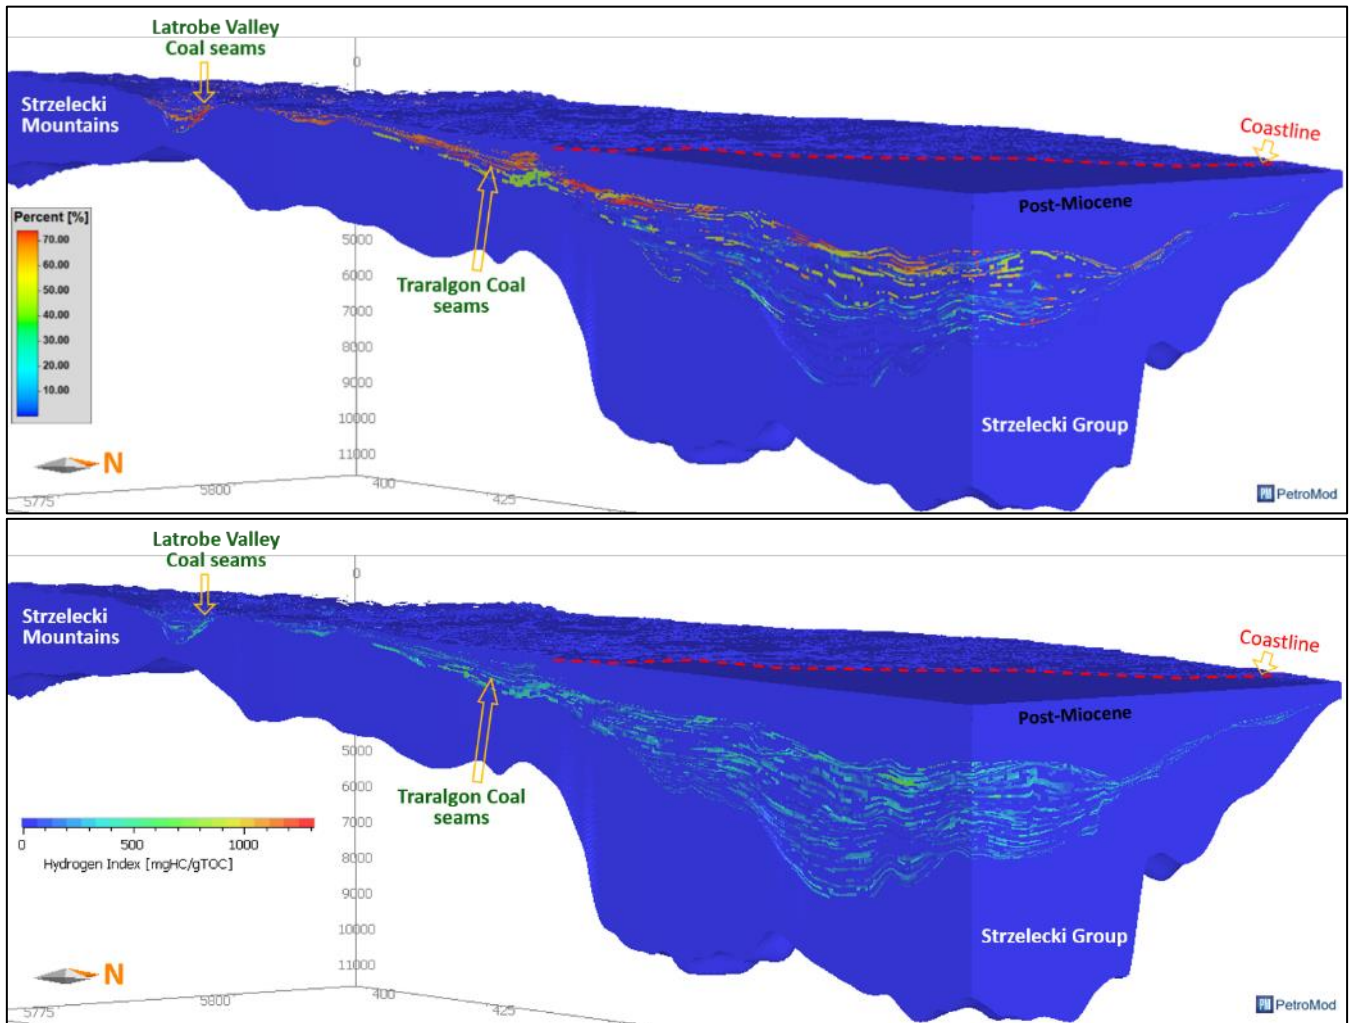 Latrobe Valley
Coal seams
0
Strzelecki
Mountains
Coastline
Post-Miocene
Percent [%]
70.00
60.00
50.00
40.00
30.00
20.00
10.00
5000
6000
7000
8000
9000
10000
11000
Traralgon Coal
seams
Strzelecki Group
N
5775
5800
400
425
PM PetroMod
Latrobe Valley
Coal seams
0
Strzelecki
Mountains
Coastline
Post-Miocene
5000
6000
7000
8000
9000
10000
11000
Traralgon Coal
seams
0 500 1000
Hydrogen Index [mgHC/gTOC]
Strzelecki Group
N
5775
5800
400
425
PM PetroMod